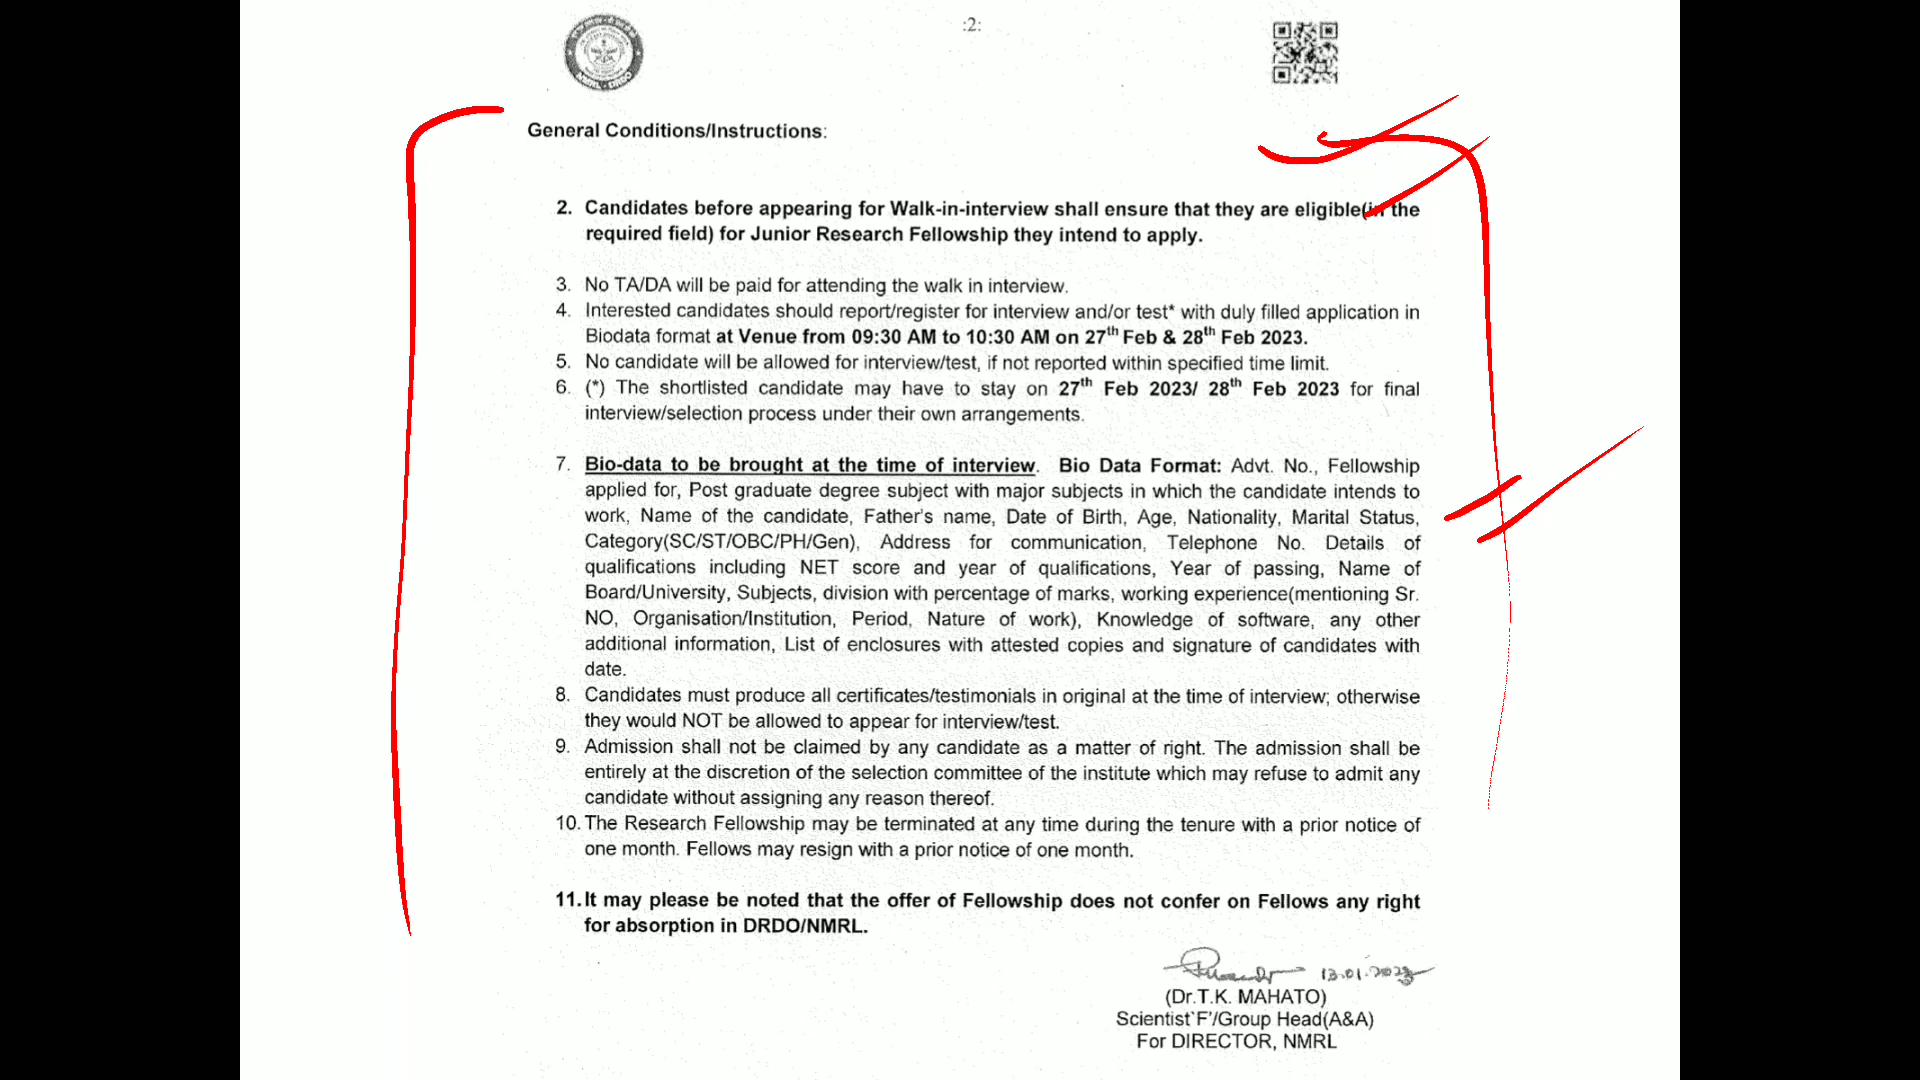 :2:
NMRL-DRDO
General Conditions/Instructions:
2. Candidates before appearing for Walk-in-interview shall ensure that they are eligible(in the
required field) for Junior Research Fellowship they intend to apply.
3. No TA/DA will be paid for attending the walk in interview.
4. Interested candidates should report/register for interview and/or test* with duly filled application in
Biodata format at Venue from 09:30 AM to 10:30 AM on 27th Feb & 28th Feb 2023.
5. No candidate will be allowed for interview/test, if not reported within specified time limit.
6. (*) The shortlisted candidate may have to stay on 27th Feb 2023/ 28th Feb 2023 for final
interview/selection process under their own arrangements.
7. Bio-data to be brought at the time of interview. Bio Data Format: Advt. No., Fellowship
applied for, Post graduate degree subject with major subjects in which the candidate intends to
work, Name of the candidate, Father's name, Date of Birth, Age, Nationality, Marital Status,
Category(SC/ST/OBC/PH/Gen), Address for communication, Telephone No. Details of
qualifications including NET score and year of qualifications, Year of passing, Name of
Board/University, Subjects, division with percentage of marks, working experience(mentioning Sr.
NO, Organisation/Institution, Period, Nature of work), Knowledge of software, any other
additional information, List of enclosures with attested copies and signature of candidates with
date.
8. Candidates must produce all certificates/testimonials in original at the time of interview; otherwise
they would NOT be allowed to appear for interview/test.
9. Admission shall not be claimed by any candidate as a matter of right. The admission shall be
entirely at the discretion of the selection committee of the institute which may refuse to admit any
candidate without assigning any reason thereof.
10. The Research Fellowship may be terminated at any time during the tenure with a prior notice of
one month. Fellows may resign with a prior notice of one month.
11. It may please be noted that the offer of Fellowship does not confer on Fellows any right
for absorption in DRDO/NMRL.
13.01.2023
(Dr.T.K. MAHATO)
Scientist`F'/Group Head(A&A)
For DIRECTOR, NMRL